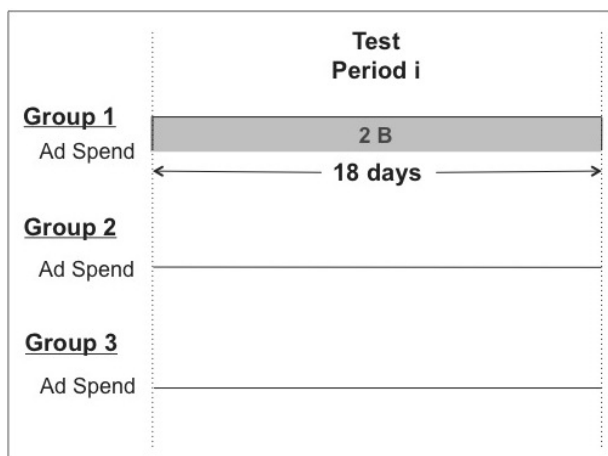 Test
Period i
Group 1
Ad Spend
2 B
18 days
Group 2
Ad Spend
Group 3
Ad Spend